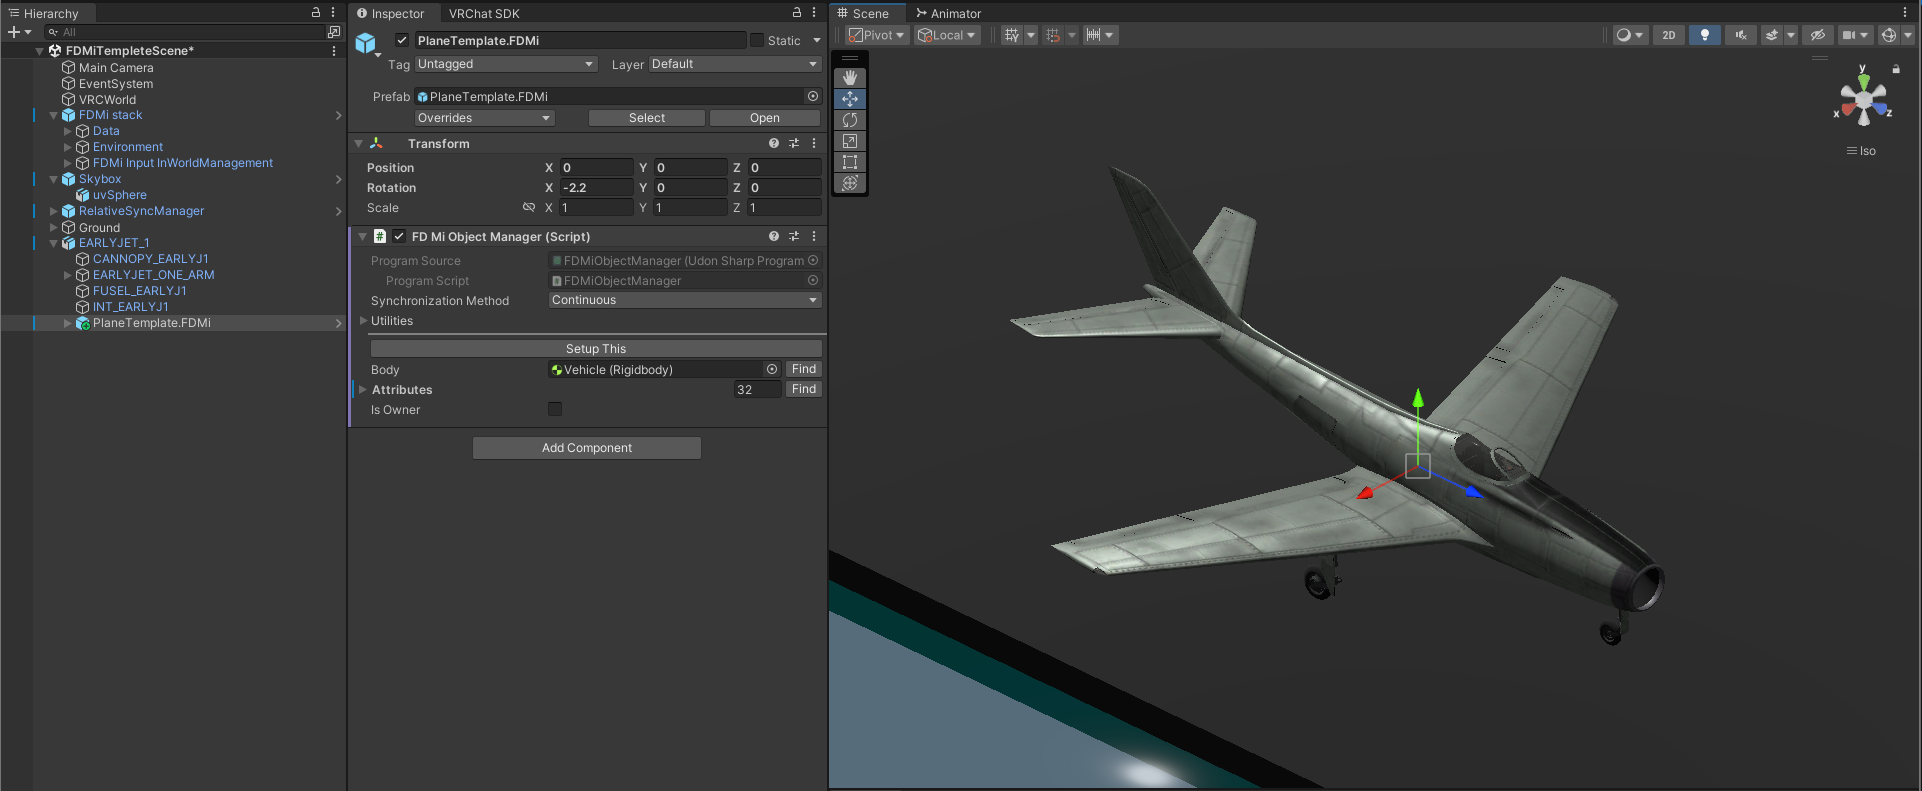 Hierarchy
All
FDMiTempleteScene*
Main Camera
EventSystem
VRCWorld
FDMi stack
Data
Environment
FDMi Input InWorldManagement
Skybox
uvSphere
RelativeSyncManager
Ground
EARLYJET_1
CANNOPY_EARLYJ1
EARLYJET_ONE_ARM
FUSEL_EARLYJ1
INT_EARLYJ1
PlaneTemplate.FDMi
Inspector VRChat SDK
PlaneTemplate.FDMi Static
Tag Untagged Layer Default
Prefab PlaneTemplate.FDMi
Overrides Select Open
Transform
Position X 0 Y 0 Z 0
Rotation X -2.2 Y 0 Z 0
Scale X 1 Y 1 Z 1
# FD Mi Object Manager (Script)
Program Source FDMiObjectManager (Udon Sharp Program
Program Script FDMiObjectManager
Synchronization Method Continuous
Utilities
Setup This
Body Vehicle (Rigidbody) Find
Attributes 32 Find
Is Owner
Add Component
Scene Animator
Pivot Local 2D
y
x z
Iso